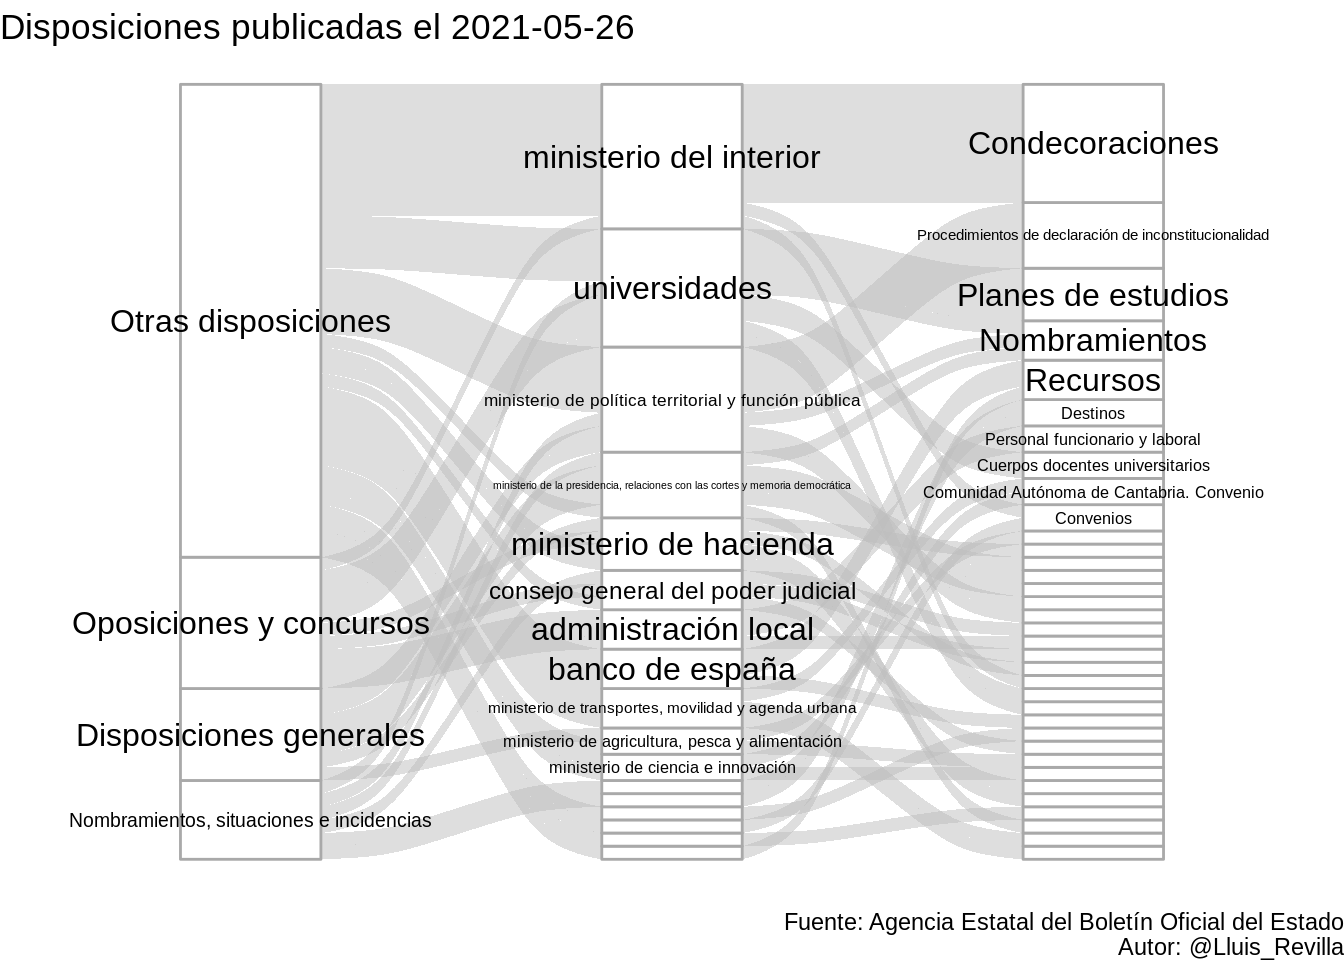 Disposiciones publicadas el 2021-05-26
Otras disposiciones
Oposiciones y concursos
Disposiciones generales
Nombramientos, situaciones e incidencias
ministerio del interior
universidades
ministerio de política territorial y función pública
ministerio de la presidencia, relaciones con las cortes y memoria democrática
ministerio de hacienda
consejo general del poder judicial
administración local
banco de españa
ministerio de transportes, movilidad y agenda urbana
ministerio de agricultura, pesca y alimentación
ministerio de ciencia e innovación
Condecoraciones
Procedimientos de declaración de inconstitucionalidad
Planes de estudios
Nombramientos
Recursos
Destinos
Personal funcionario y laboral
Cuerpos docentes universitarios
Comunidad Autónoma de Cantabria. Convenio
Convenios
Fuente: Agencia Estatal del Boletín Oficial del Estado
Autor: @Lluis_Revilla